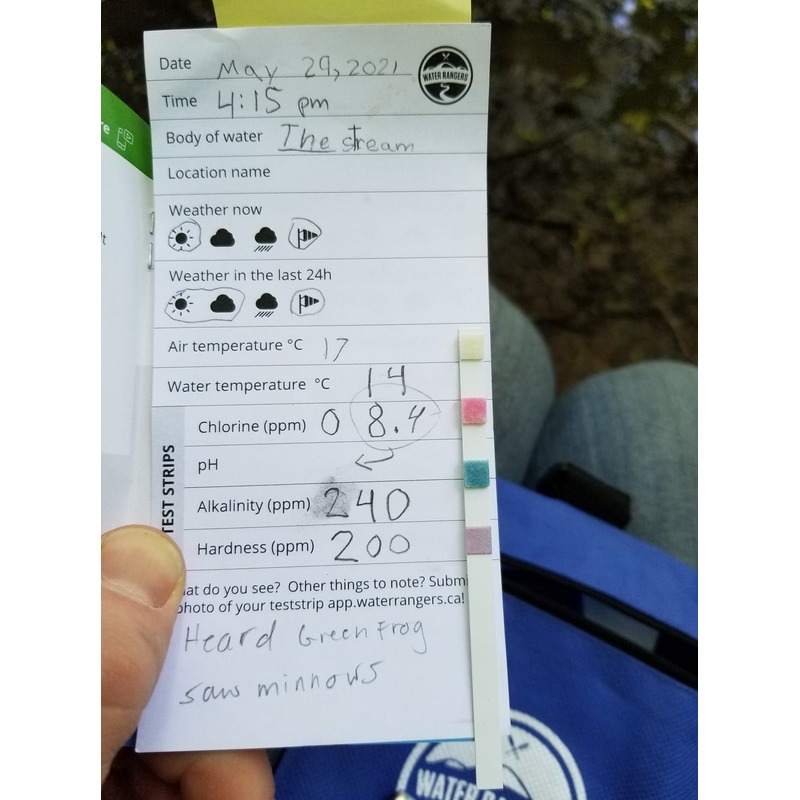 Date May 29, 2021
WATER RANGERS
Time 4:15 pm
Body of water The stream
Location name
Weather now
Weather in the last 24h
Air temperature °C 17
Water temperature °C 14
Chlorine (ppm) 0 8.4
pH
Alkalinity (ppm) 240
Hardness (ppm) 200
TEST STRIPS
at do you see? Other things to note? Submi
photo of your teststrip app.waterrangers.ca!
Heard Green Frog
saw minnows
WATER RA